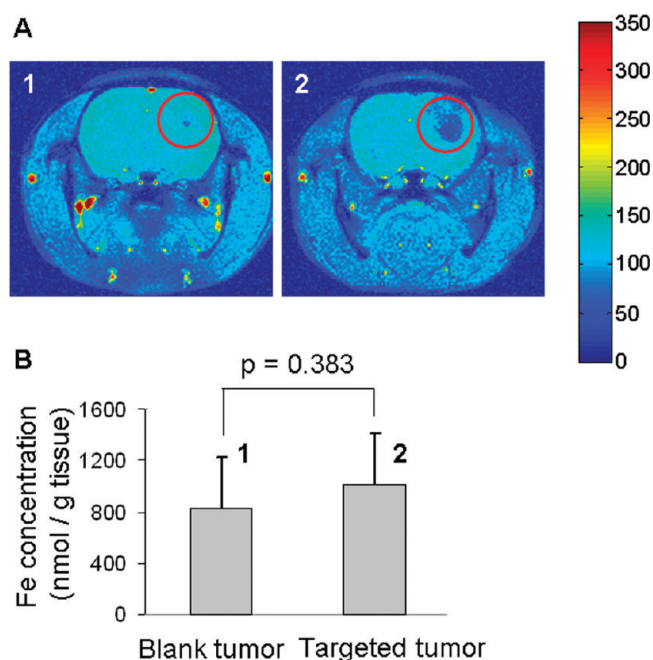 A
1
2
350
300
250
200
150
100
50
0
B
p = 0.383
Fe concentration
(nmol / g tissue)
1600
1200
800
400
0
1
2
Blank tumor
Targeted tumor